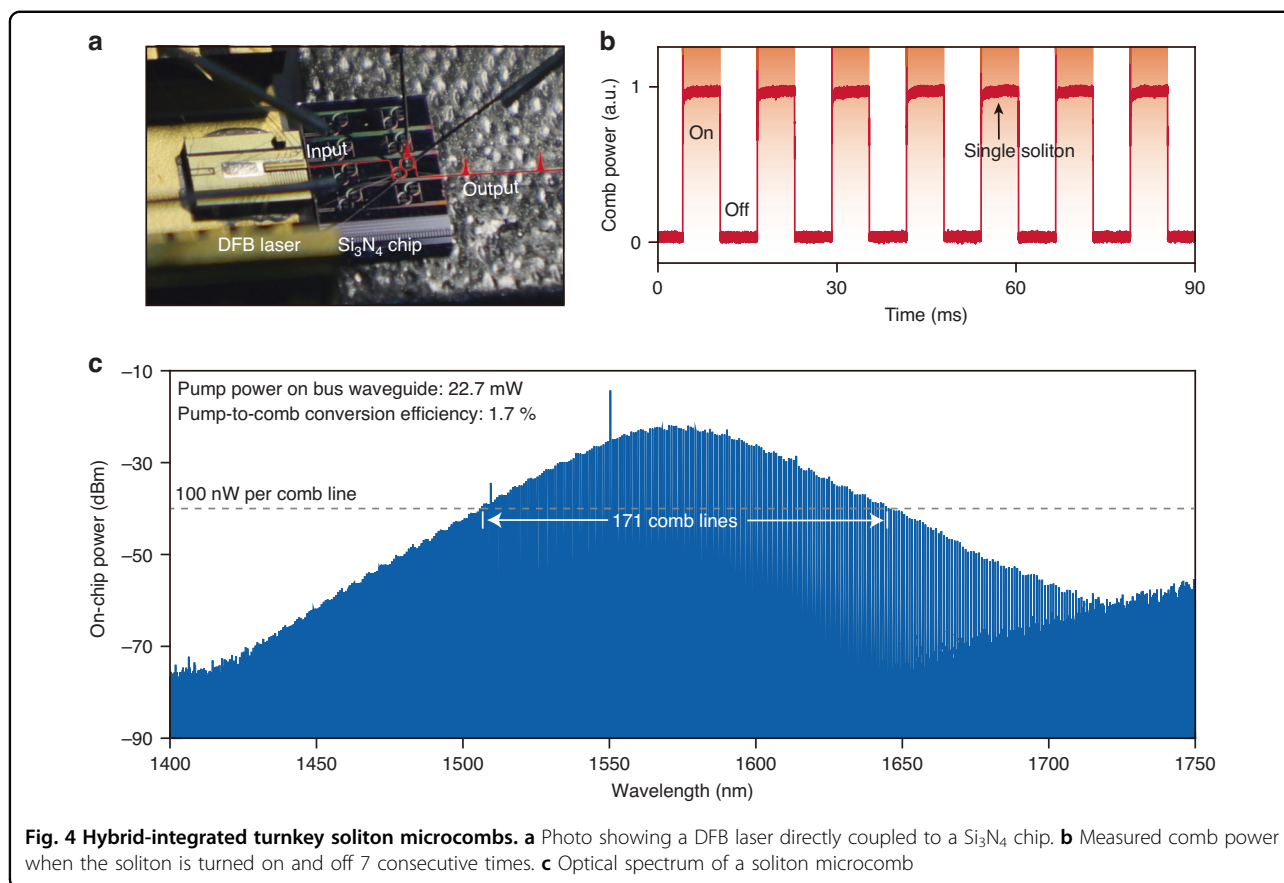 a
Input
Output
DFB laser
Si₃N₄ chip
b
Comb power (a.u.)
1
0
On
Off
Single soliton
0
30
60
90
Time (ms)
c
On-chip power (dBm)
−10
−30
−50
−70
−90
Pump power on bus waveguide: 22.7 mW
Pump-to-comb conversion efficiency: 1.7 %
100 nW per comb line
171 comb lines
1400
1450
1500
1550
1600
1650
1700
1750
Wavelength (nm)
Fig. 4 Hybrid-integrated turnkey soliton microcombs. a Photo showing a DFB laser directly coupled to a Si₃N₄ chip. b Measured comb power
when the soliton is turned on and off 7 consecutive times. c Optical spectrum of a soliton microcomb